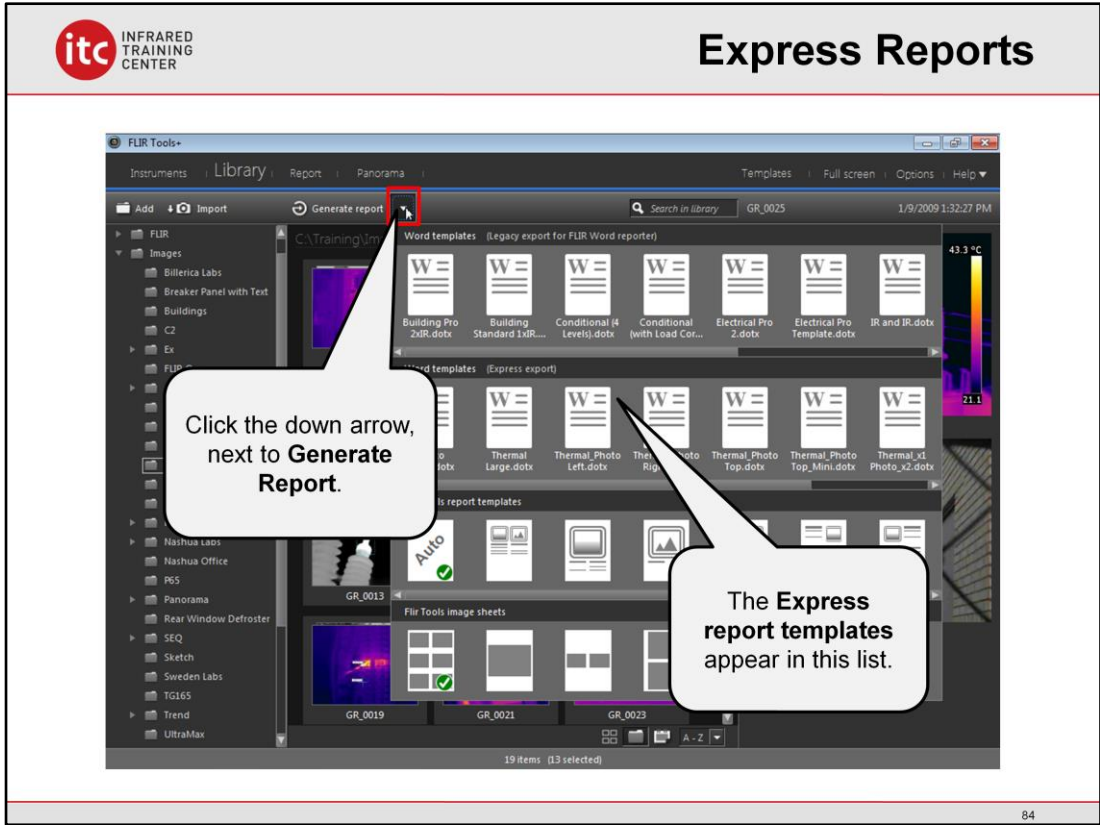 itc
INFRARED
TRAINING
CENTER
Express Reports
FLIR Tools+
Instruments Library Report Panorama
Templates Full screen Options Help
Add Import Generate report Search in library GR_0025 1/9/2009 1:32:27 PM
FLIR
Images
Billerica Labs
Breaker Panel with Text
Buildings
C2
Ex
Nashua Labs
Nashua Office
P65
Panorama
Rear Window Defroster
SEQ
Sketch
Sweden Labs
TG165
Trend
UltraMax
C:\Training\Im
GR_0013
GR_0019 GR_0021 GR_0023
Word templates (Legacy export for FLIR Word reporter)
Building Pro
2xIR.dotx
Building
Standard 1xIR....
Conditional (4
Levels).dotx
Conditional
(with Load Cor...
Electrical Pro
2.dotx
Electrical Pro
Template.dotx
IR and IR.dotx
templates (Express export)
Thermal
Large.dotx
Thermal_Photo
Left.dotx
Thermal_Photo
Top.dotx
Thermal_Photo
Top_Mini.dotx
Thermal_x1
Photo_x2.dotx
report templates
Auto
Flir Tools image sheets
43.3 °C
21.1
Click the down arrow,
next to Generate
Report.
The Express
report templates
appear in this list.
A - Z
19 items (13 selected)
84